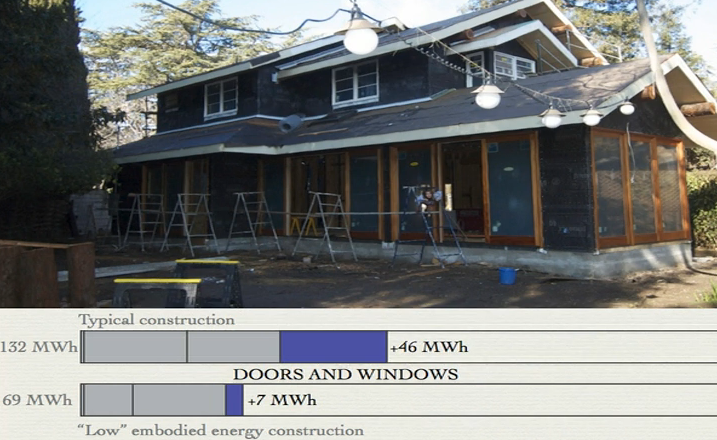 Typical construction
132 MWh +46 MWh
DOORS AND WINDOWS
69 MWh +7 MWh
“Low” embodied energy construction